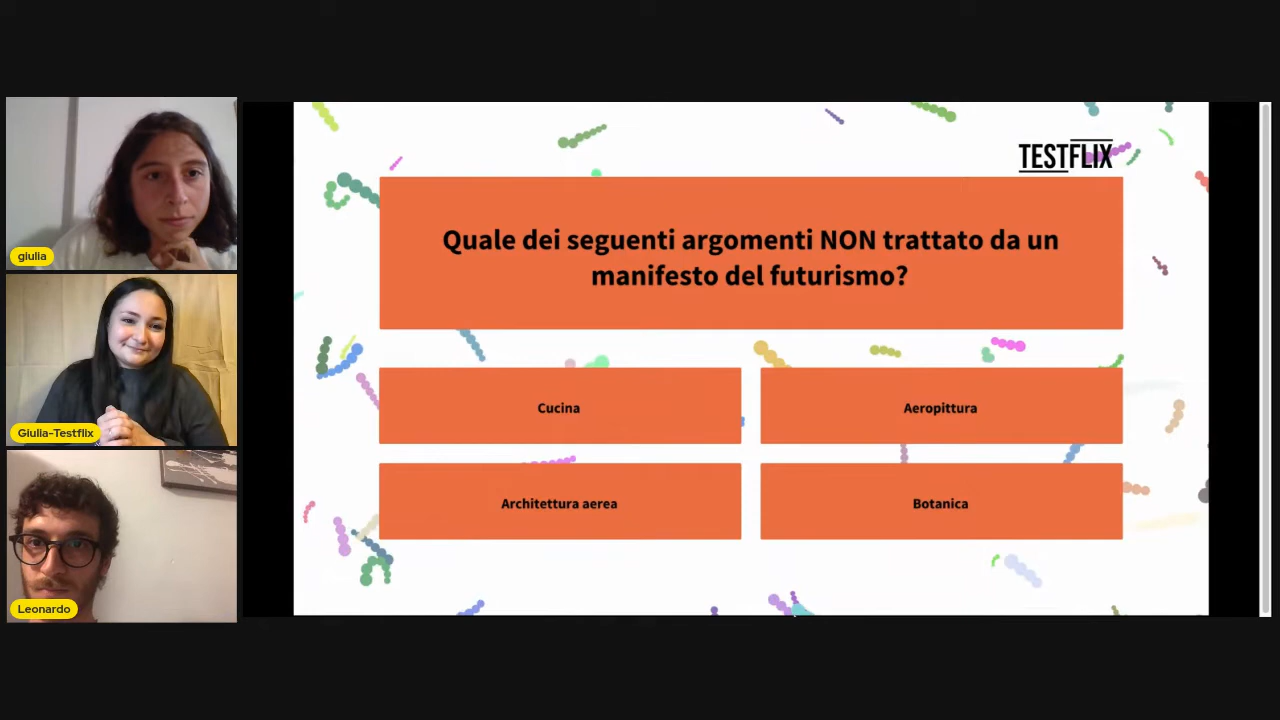 giulia
Giulia-Testflix
Leonardo
TESTFLIX
Quale dei seguenti argomenti NON trattato da un
manifesto del futurismo?
Cucina
Aeropittura
Architettura aerea
Botanica